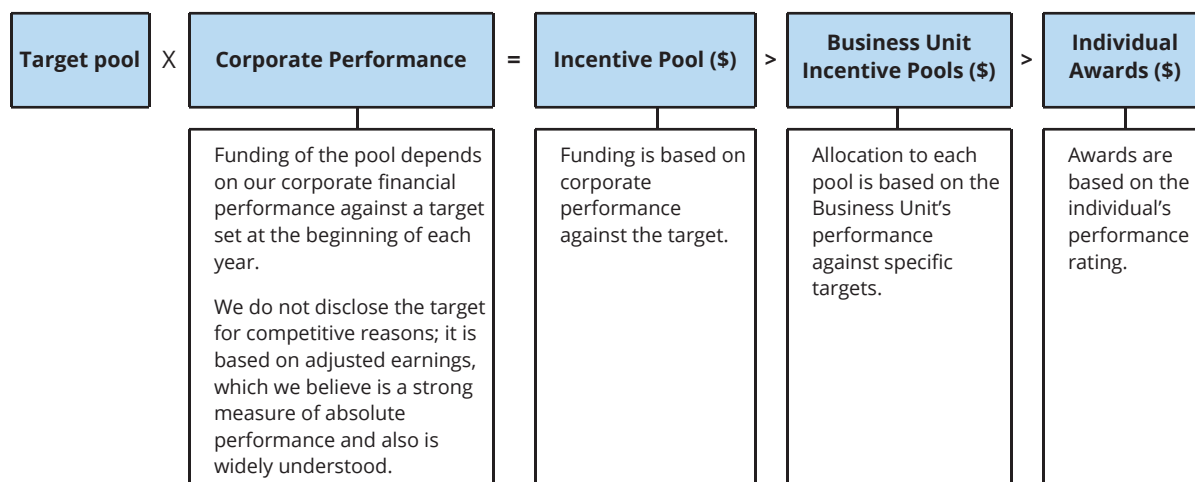 Target pool X Corporate Performance = Incentive Pool ($) > Business Unit Incentive Pools ($) > Individual Awards ($)
Funding of the pool depends
on our corporate financial
performance against a target
set at the beginning of each
year.
We do not disclose the target
for competitive reasons; it is
based on adjusted earnings,
which we believe is a strong
measure of absolute
performance and also is
widely understood.
Funding is based on
corporate
performance
against the target.
Allocation to each
pool is based on the
Business Unit’s
performance
against specific
targets.
Awards are
based on the
individual’s
performance
rating.